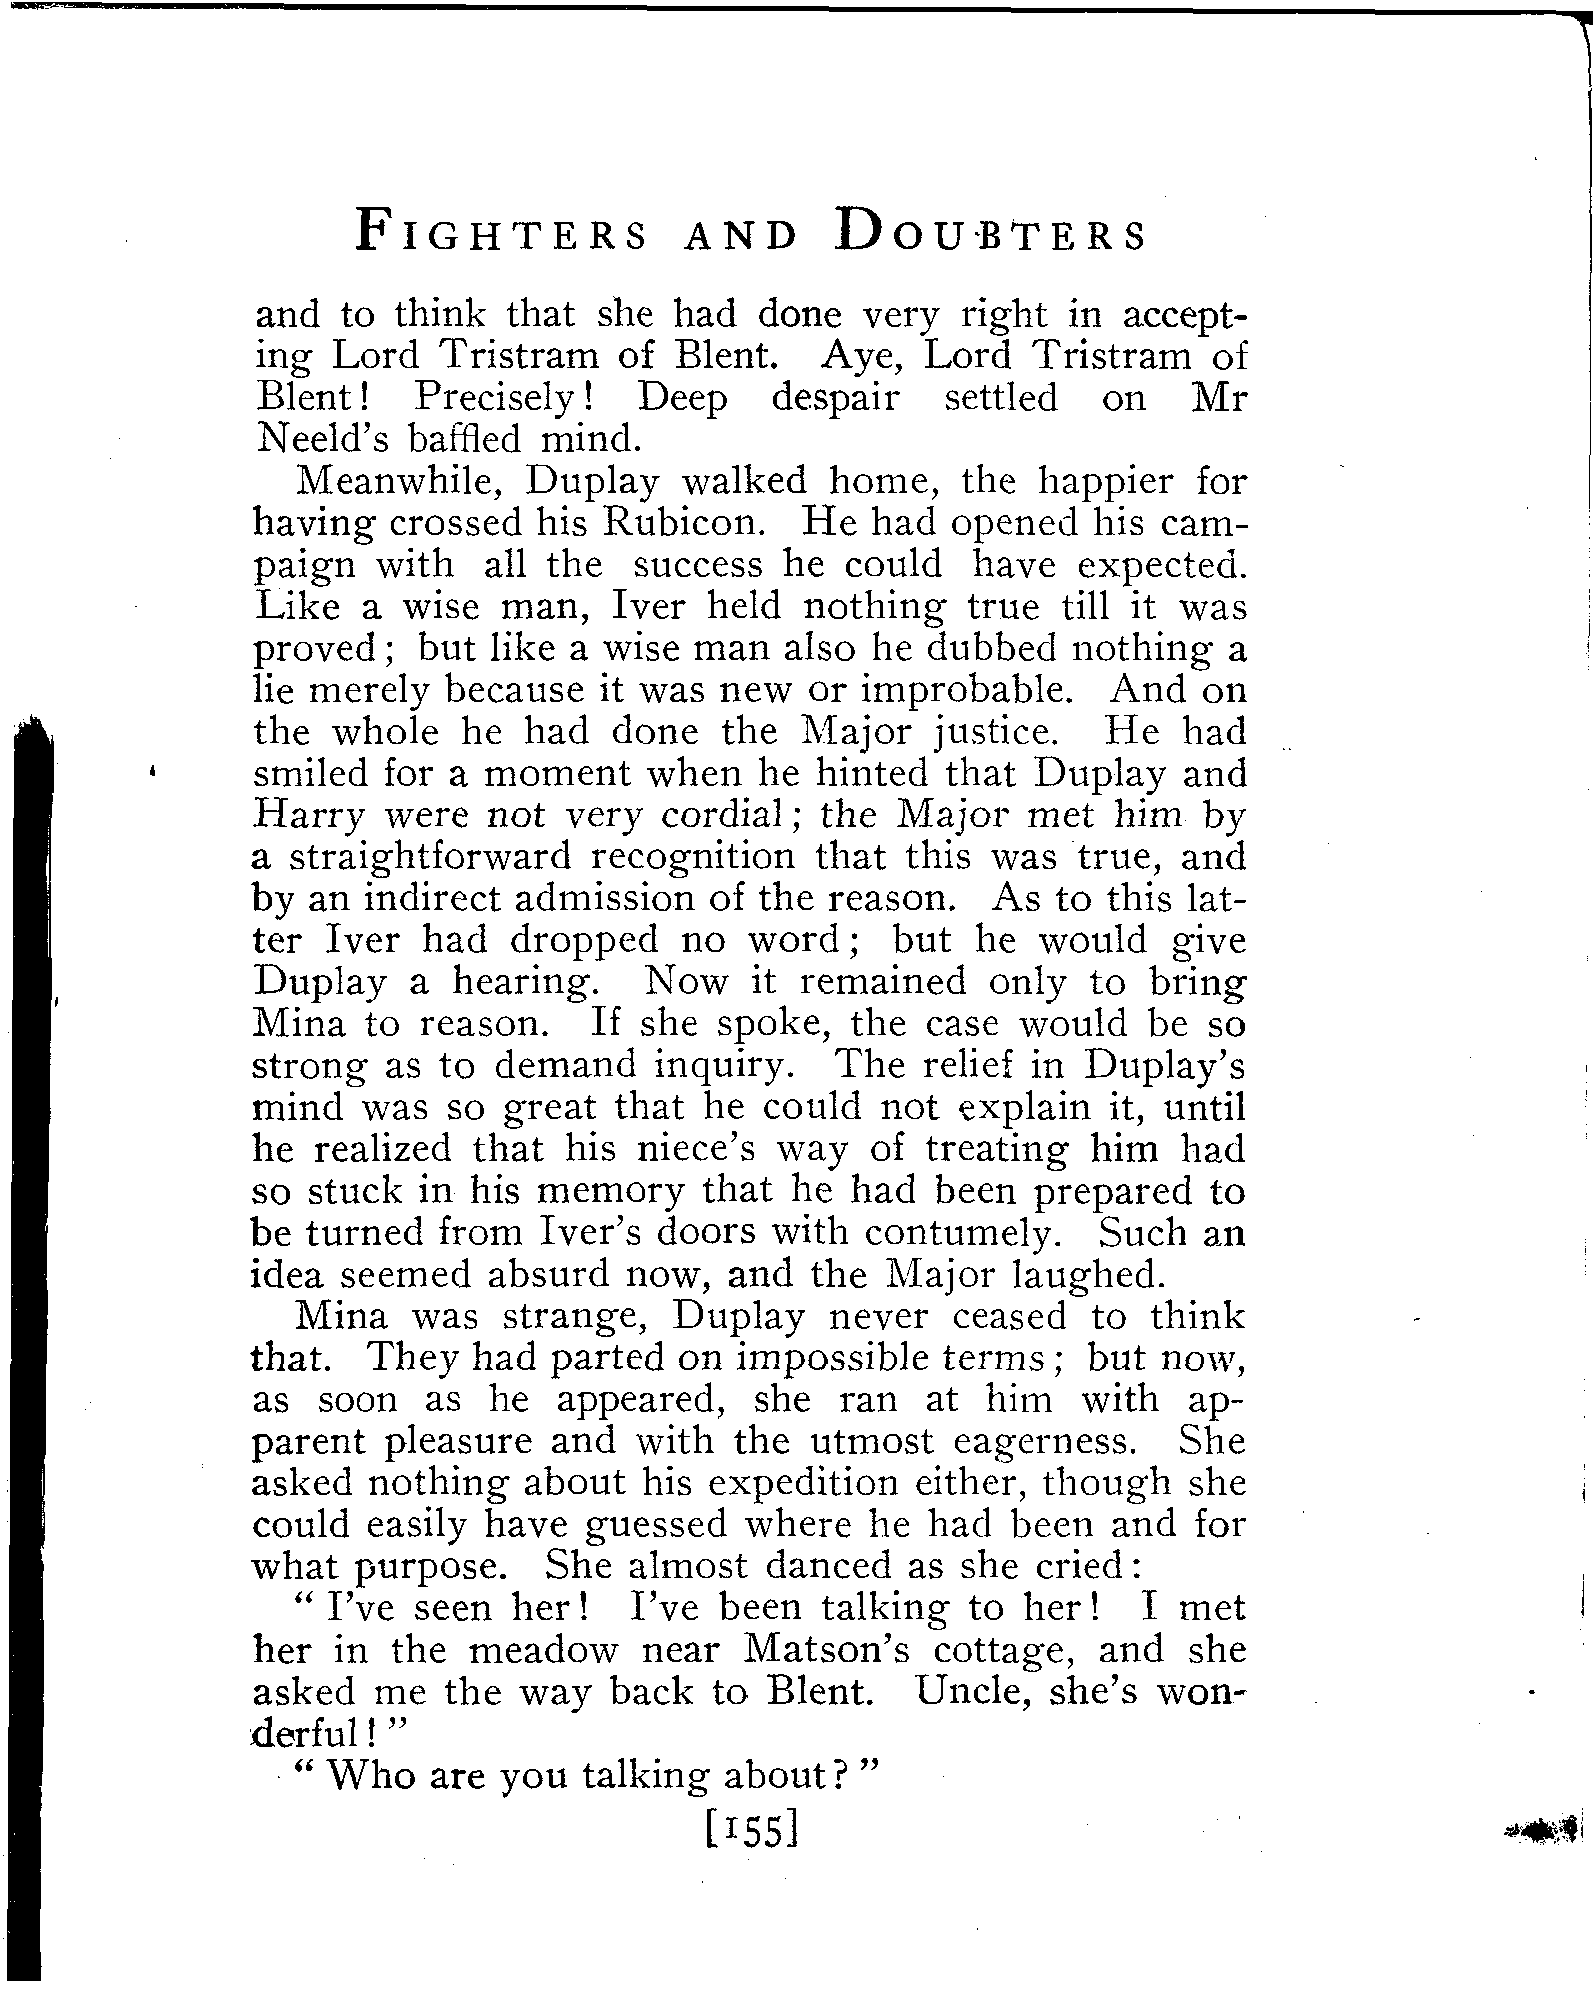 FIGHTERS AND DOUBTERS
and to think that she had done very right in accept-
ing Lord Tristram of Blent. Aye, Lord Tristram of
Blent! Precisely! Deep despair settled on Mr
Neeld's baffled mind.
Meanwhile, Duplay walked home, the happier for
having crossed his Rubicon. He had opened his cam-
paign with all the success he could have expected.
Like a wise man, Iver held nothing true till it was
proved; but like a wise man also he dubbed nothing a
lie merely because it was new or improbable. And on
the whole he had done the Major justice. He had
smiled for a moment when he hinted that Duplay and
Harry were not very cordial; the Major met him by
a straightforward recognition that this was true, and
by an indirect admission of the reason. As to this lat-
ter Iver had dropped no word; but he would give
Duplay a hearing. Now it remained only to bring
Mina to reason. If she spoke, the case would be so
strong as to demand inquiry. The relief in Duplay's
mind was so great that he could not explain it, until
he realized that his niece's way of treating him had
so stuck in his memory that he had been prepared to
be turned from Iver's doors with contumely. Such an
idea seemed absurd now, and the Major laughed.
Mina was strange, Duplay never ceased to think
that. They had parted on impossible terms; but now,
as soon as he appeared, she ran at him with ap-
parent pleasure and with the utmost eagerness. She
asked nothing about his expedition either, though she
could easily have guessed where he had been and for
what purpose. She almost danced as she cried:
"I've seen her! I've been talking to her! I met
her in the meadow near Matson's cottage, and she
asked me the way back to Blent. Uncle, she's won-
derful!"
"Who are you talking about?"
[155]